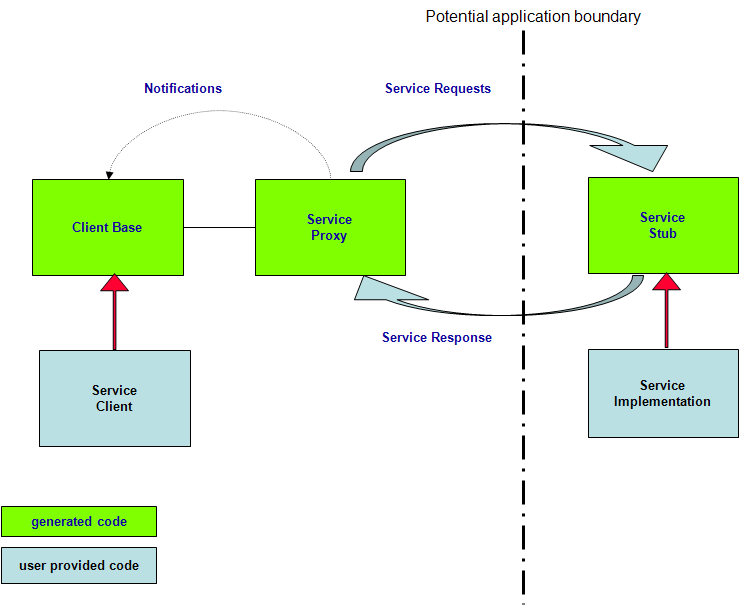 Potential application boundary
Notifications
Service Requests
Client Base
Service
Proxy
Service
Stub
Service Response
Service
Client
Service
Implementation
generated code
user provided code